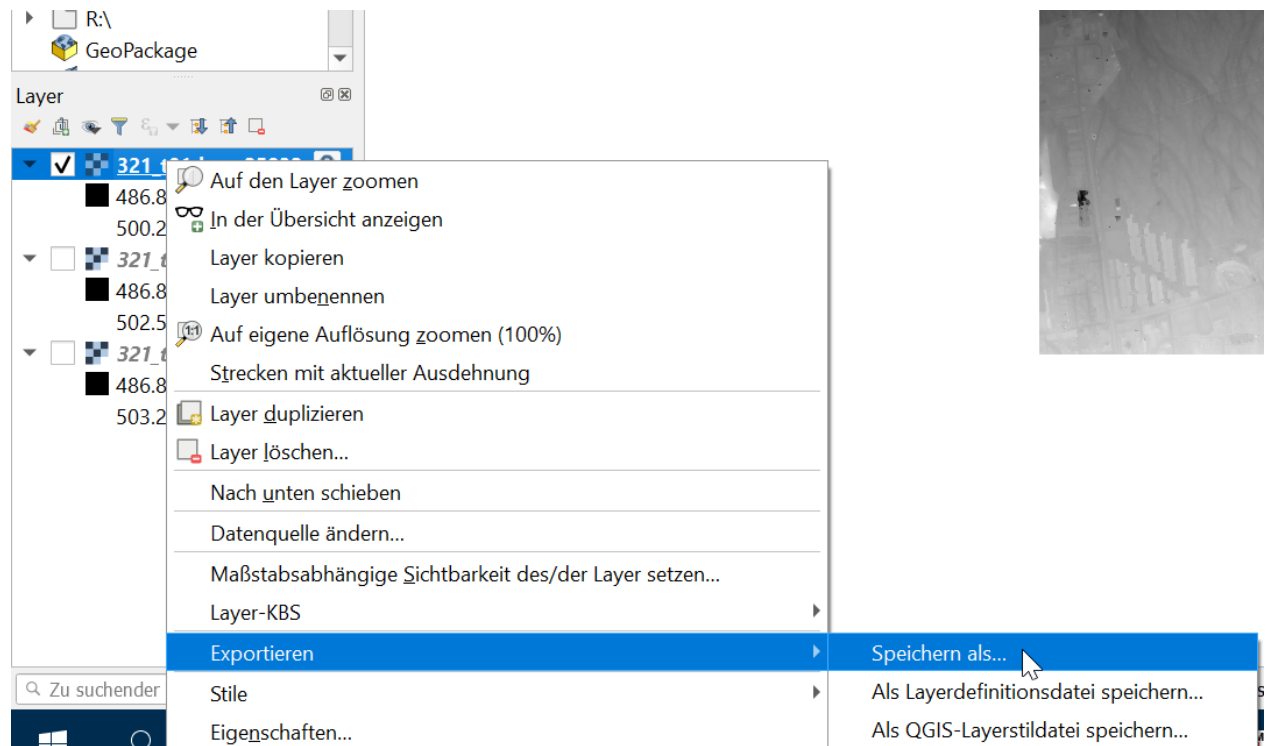 R:\
GeoPackage
Layer
321_t
486.8
500.2
321_t
486.8
502.5
321_t
486.8
503.2
Auf den Layer zoomen
In der Übersicht anzeigen
Layer kopieren
Layer umbenennen
Auf eigene Auflösung zoomen (100%)
Strecken mit aktueller Ausdehnung
Layer duplizieren
Layer löschen...
Nach unten schieben
Datenquelle ändern...
Maßstabsabhängige Sichtbarkeit des/der Layer setzen...
Layer-KBS
Exportieren
Stile
Eigenschaften...
Speichern als...
Als Layerdefinitionsdatei speichern...
Als QGIS-Layerstildatei speichern...
Zu suchender